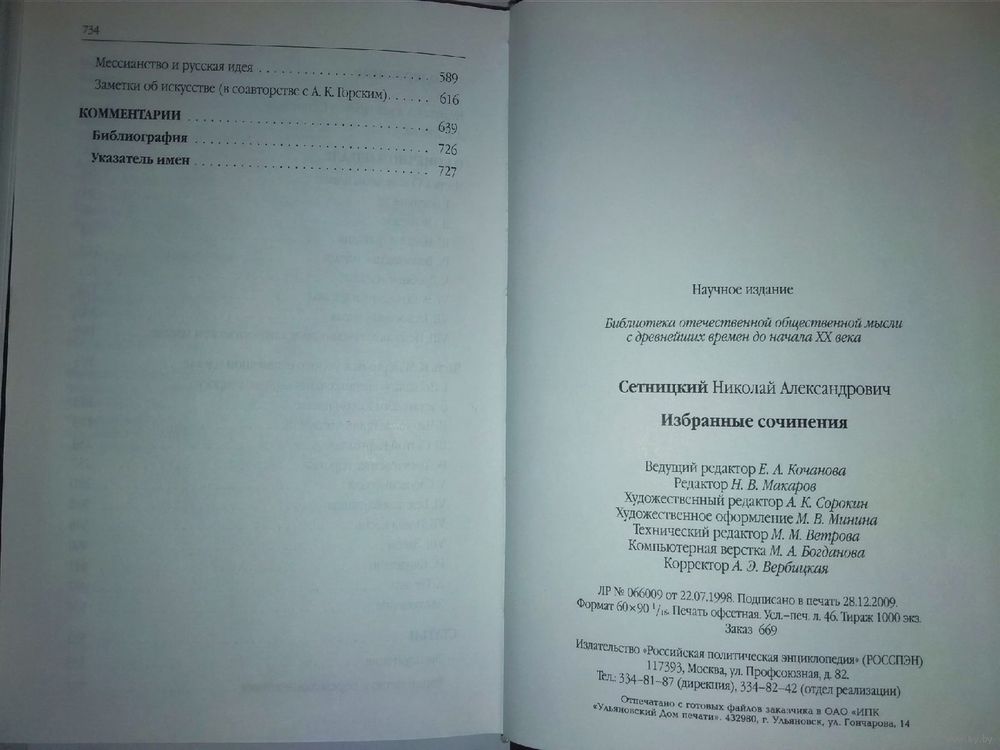 734
Мессианство и русская идея . . . . . . . . . . . . . . . . . . . . . . . 589
Заметки об искусстве (в соавторстве с А. К. Горским). . . . . . 616
КОММЕНТАРИИ . . . . . . . . . . . . . . . . . . . . . . . . . . . . . . 639
Библиография . . . . . . . . . . . . . . . . . . . . . . . . . . . . . . 726
Указатель имен . . . . . . . . . . . . . . . . . . . . . . . . . . . . . 727
Научное издание
Библиотека отечественной общественной мысли
с древнейших времен до начала XX века
Сетницкий Николай Александрович
Избранные сочинения
Ведущий редактор Е. А. Кочанова
Редактор Н. В. Макаров
Художественный редактор А. К. Сорокин
Художественное оформление М. В. Минина
Технический редактор М. М. Ветрова
Компьютерная верстка М. А. Богданова
Корректор А. Э. Вербицкая
ЛР № 066009 от 22.07.1998. Подписано в печать 28.12.2009.
Формат 60×90 1/16. Печать офсетная. Усл.-печ. л. 46. Тираж 1000 экз.
Заказ 669
Издательство «Российская политическая энциклопедия» (РОССПЭН)
117393, Москва, ул. Профсоюзная, д. 82.
Тел.: 334-81-87 (дирекция), 334-82-42 (отдел реализации)
Отпечатано с готовых файлов заказчика в ОАО «ИПК
«Ульяновский Дом печати». 432980, г. Ульяновск, ул. Гончарова, 14